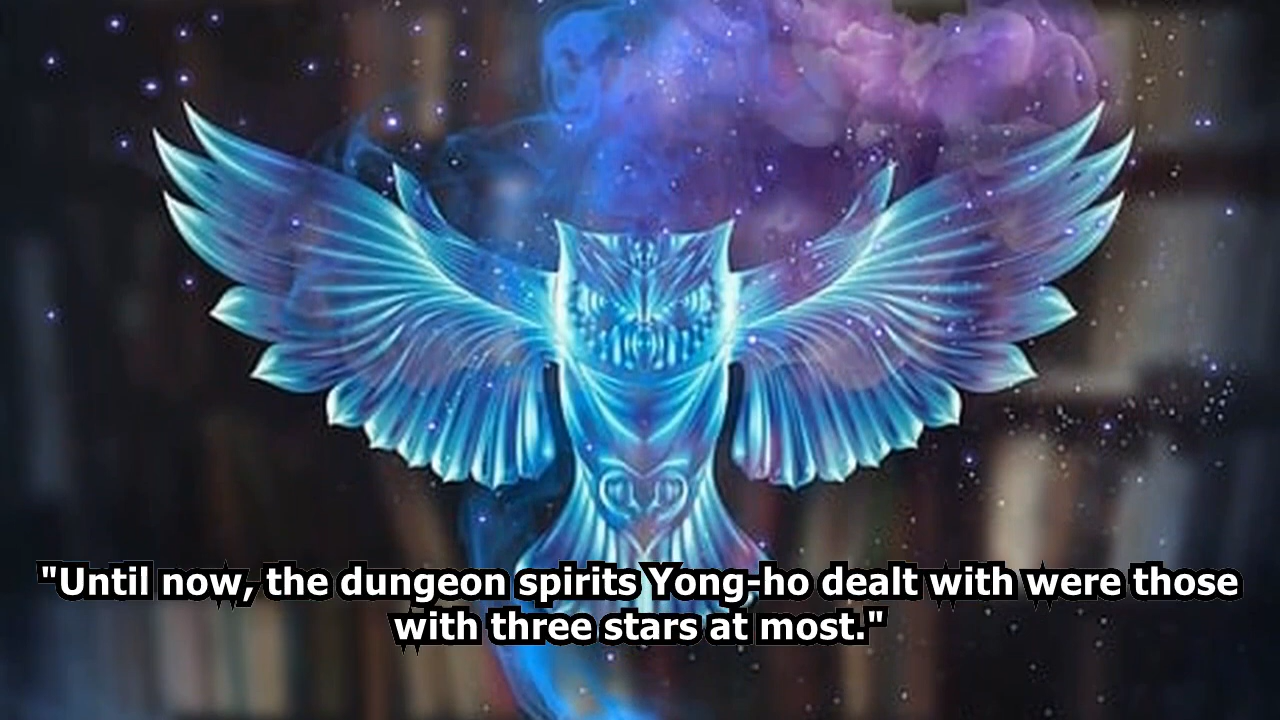 "Until now, the dungeon spirits Yong-ho dealt with were those
with three stars at most."